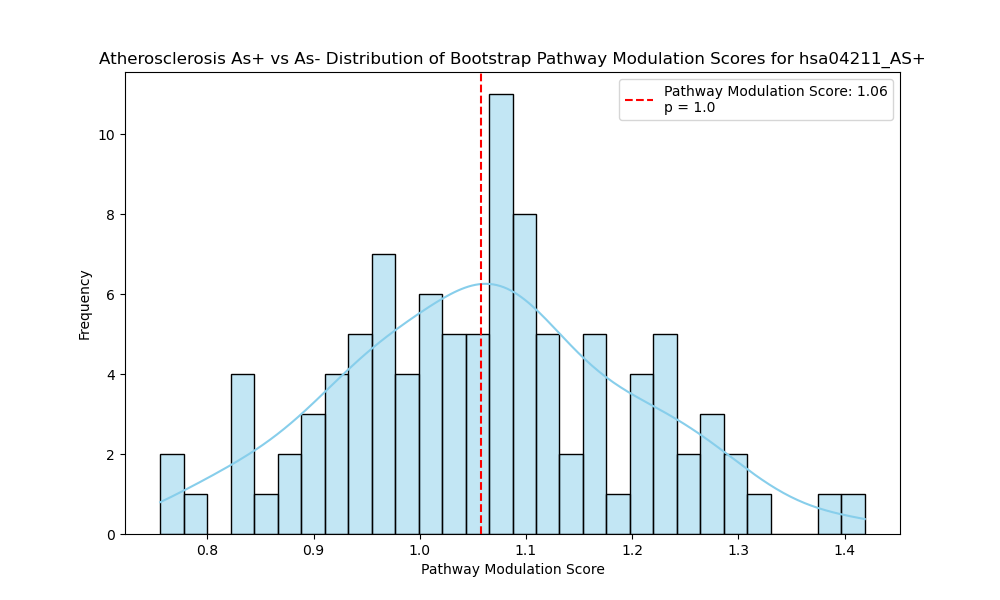 Atherosclerosis As+ vs As- Distribution of Bootstrap Pathway Modulation Scores for hsa04211_AS+
Pathway Modulation Score: 1.06
p = 1.0
Frequency
10
8
6
4
2
0
0.8 0.9 1.0 1.1 1.2 1.3 1.4
Pathway Modulation Score